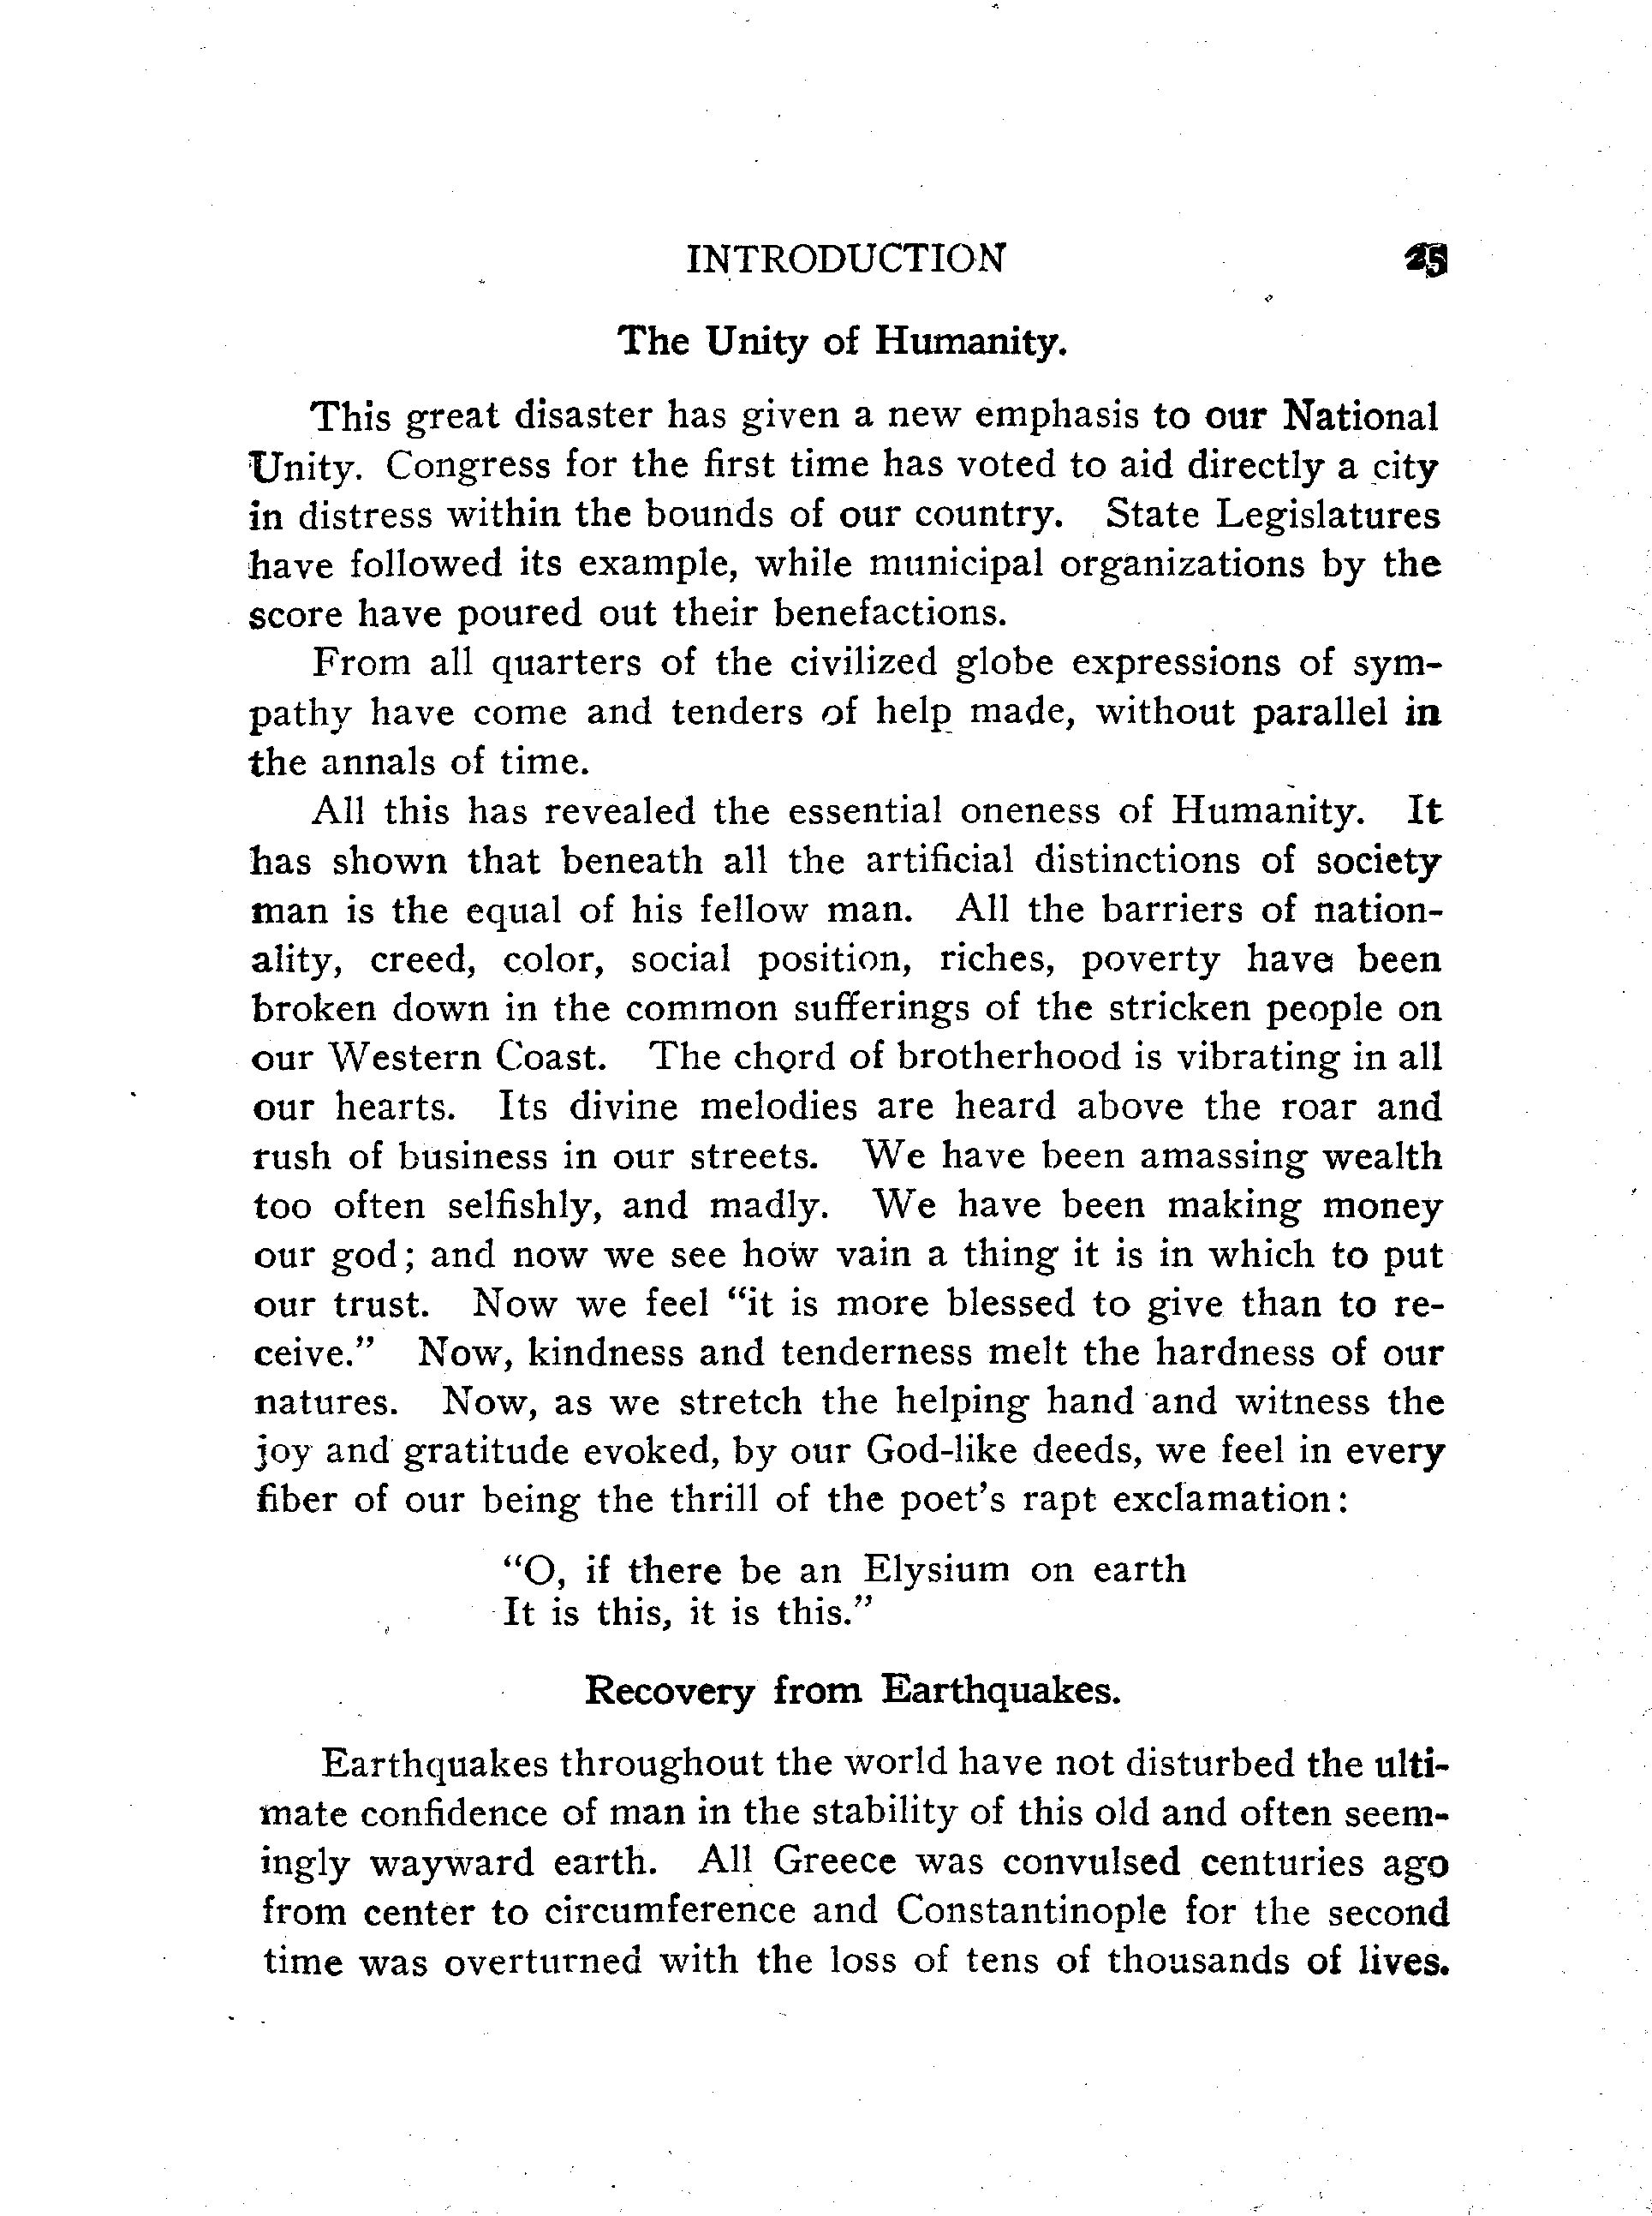 INTRODUCTION 25
The Unity of Humanity.
This great disaster has given a new emphasis to our National
Unity. Congress for the first time has voted to aid directly a city
in distress within the bounds of our country. State Legislatures
have followed its example, while municipal organizations by the
score have poured out their benefactions.
From all quarters of the civilized globe expressions of sym-
pathy have come and tenders of help made, without parallel in
the annals of time.
All this has revealed the essential oneness of Humanity. It
has shown that beneath all the artificial distinctions of society
man is the equal of his fellow man. All the barriers of nation-
ality, creed, color, social position, riches, poverty have been
broken down in the common sufferings of the stricken people on
our Western Coast. The chord of brotherhood is vibrating in all
our hearts. Its divine melodies are heard above the roar and
rush of business in our streets. We have been amassing wealth
too often selfishly, and madly. We have been making money
our god; and now we see how vain a thing it is in which to put
our trust. Now we feel "it is more blessed to give than to re-
ceive." Now, kindness and tenderness melt the hardness of our
natures. Now, as we stretch the helping hand and witness the
joy and gratitude evoked, by our God-like deeds, we feel in every
fiber of our being the thrill of the poet's rapt exclamation:
"O, if there be an Elysium on earth
It is this, it is this."
Recovery from Earthquakes.
Earthquakes throughout the world have not disturbed the ulti-
mate confidence of man in the stability of this old and often seem-
ingly wayward earth. All Greece was convulsed centuries ago
from center to circumference and Constantinople for the second
time was overturned with the loss of tens of thousands of lives.